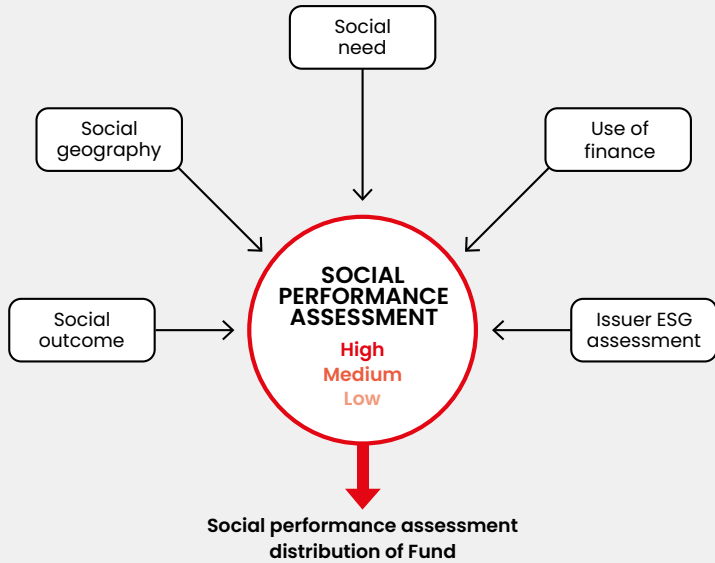 Social
need
Social
geography
Use of
finance
Social
outcome
SOCIAL
PERFORMANCE
ASSESSMENT
High
Medium
Low
Issuer ESG
assessment
Social performance assessment
distribution of Fund